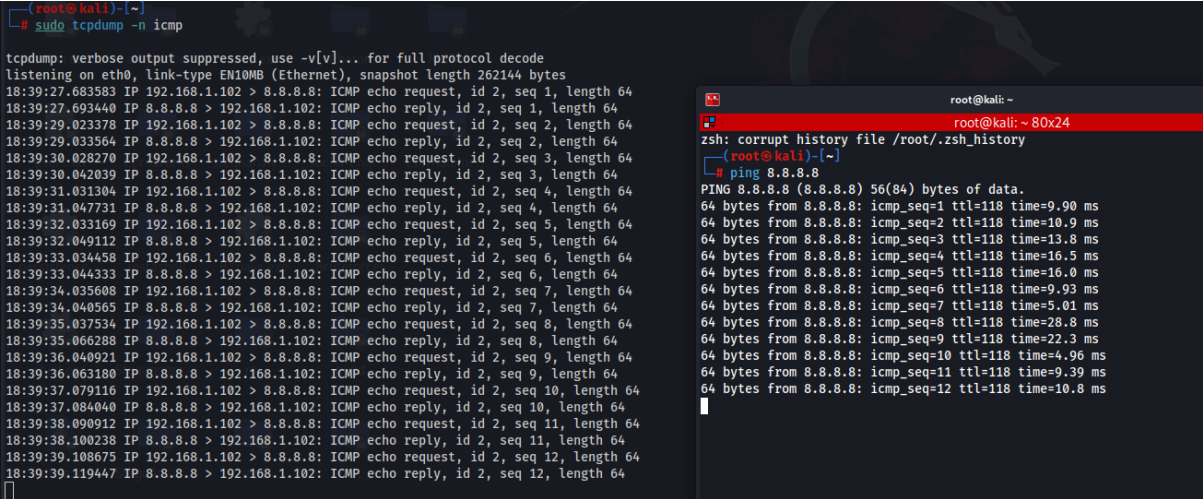 ┌──(root㉿kali)-[~]
└─# sudo tcpdump -n icmp
tcpdump: verbose output suppressed, use -v[v]... for full protocol decode
listening on eth0, link-type EN10MB (Ethernet), snapshot length 262144 bytes
18:39:27.683583 IP 192.168.1.102 > 8.8.8.8: ICMP echo request, id 2, seq 1, length 64
18:39:27.693440 IP 8.8.8.8 > 192.168.1.102: ICMP echo reply, id 2, seq 1, length 64
18:39:29.023378 IP 192.168.1.102 > 8.8.8.8: ICMP echo request, id 2, seq 2, length 64
18:39:29.033564 IP 8.8.8.8 > 192.168.1.102: ICMP echo reply, id 2, seq 2, length 64
18:39:30.028270 IP 192.168.1.102 > 8.8.8.8: ICMP echo request, id 2, seq 3, length 64
18:39:30.042039 IP 8.8.8.8 > 192.168.1.102: ICMP echo reply, id 2, seq 3, length 64
18:39:31.031304 IP 192.168.1.102 > 8.8.8.8: ICMP echo request, id 2, seq 4, length 64
18:39:31.047731 IP 8.8.8.8 > 192.168.1.102: ICMP echo reply, id 2, seq 4, length 64
18:39:32.033169 IP 192.168.1.102 > 8.8.8.8: ICMP echo request, id 2, seq 5, length 64
18:39:32.049112 IP 8.8.8.8 > 192.168.1.102: ICMP echo reply, id 2, seq 5, length 64
18:39:33.034458 IP 192.168.1.102 > 8.8.8.8: ICMP echo request, id 2, seq 6, length 64
18:39:33.044333 IP 8.8.8.8 > 192.168.1.102: ICMP echo reply, id 2, seq 6, length 64
18:39:34.035608 IP 192.168.1.102 > 8.8.8.8: ICMP echo request, id 2, seq 7, length 64
18:39:34.040565 IP 8.8.8.8 > 192.168.1.102: ICMP echo reply, id 2, seq 7, length 64
18:39:35.037534 IP 192.168.1.102 > 8.8.8.8: ICMP echo request, id 2, seq 8, length 64
18:39:35.066288 IP 8.8.8.8 > 192.168.1.102: ICMP echo reply, id 2, seq 8, length 64
18:39:36.040921 IP 192.168.1.102 > 8.8.8.8: ICMP echo request, id 2, seq 9, length 64
18:39:36.063180 IP 8.8.8.8 > 192.168.1.102: ICMP echo reply, id 2, seq 9, length 64
18:39:37.079116 IP 192.168.1.102 > 8.8.8.8: ICMP echo request, id 2, seq 10, length 64
18:39:37.084040 IP 8.8.8.8 > 192.168.1.102: ICMP echo reply, id 2, seq 10, length 64
18:39:38.090912 IP 192.168.1.102 > 8.8.8.8: ICMP echo request, id 2, seq 11, length 64
18:39:38.100238 IP 8.8.8.8 > 192.168.1.102: ICMP echo reply, id 2, seq 11, length 64
18:39:39.108675 IP 192.168.1.102 > 8.8.8.8: ICMP echo request, id 2, seq 12, length 64
18:39:39.119447 IP 8.8.8.8 > 192.168.1.102: ICMP echo reply, id 2, seq 12, length 64
root@kali: ~
root@kali: ~ 80x24
zsh: corrupt history file /root/.zsh_history
┌──(root㉿kali)-[~]
└─# ping 8.8.8.8
PING 8.8.8.8 (8.8.8.8) 56(84) bytes of data.
64 bytes from 8.8.8.8: icmp_seq=1 ttl=118 time=9.90 ms
64 bytes from 8.8.8.8: icmp_seq=2 ttl=118 time=10.9 ms
64 bytes from 8.8.8.8: icmp_seq=3 ttl=118 time=13.8 ms
64 bytes from 8.8.8.8: icmp_seq=4 ttl=118 time=16.5 ms
64 bytes from 8.8.8.8: icmp_seq=5 ttl=118 time=16.0 ms
64 bytes from 8.8.8.8: icmp_seq=6 ttl=118 time=9.93 ms
64 bytes from 8.8.8.8: icmp_seq=7 ttl=118 time=5.01 ms
64 bytes from 8.8.8.8: icmp_seq=8 ttl=118 time=28.8 ms
64 bytes from 8.8.8.8: icmp_seq=9 ttl=118 time=22.3 ms
64 bytes from 8.8.8.8: icmp_seq=10 ttl=118 time=4.96 ms
64 bytes from 8.8.8.8: icmp_seq=11 ttl=118 time=9.39 ms
64 bytes from 8.8.8.8: icmp_seq=12 ttl=118 time=10.8 ms